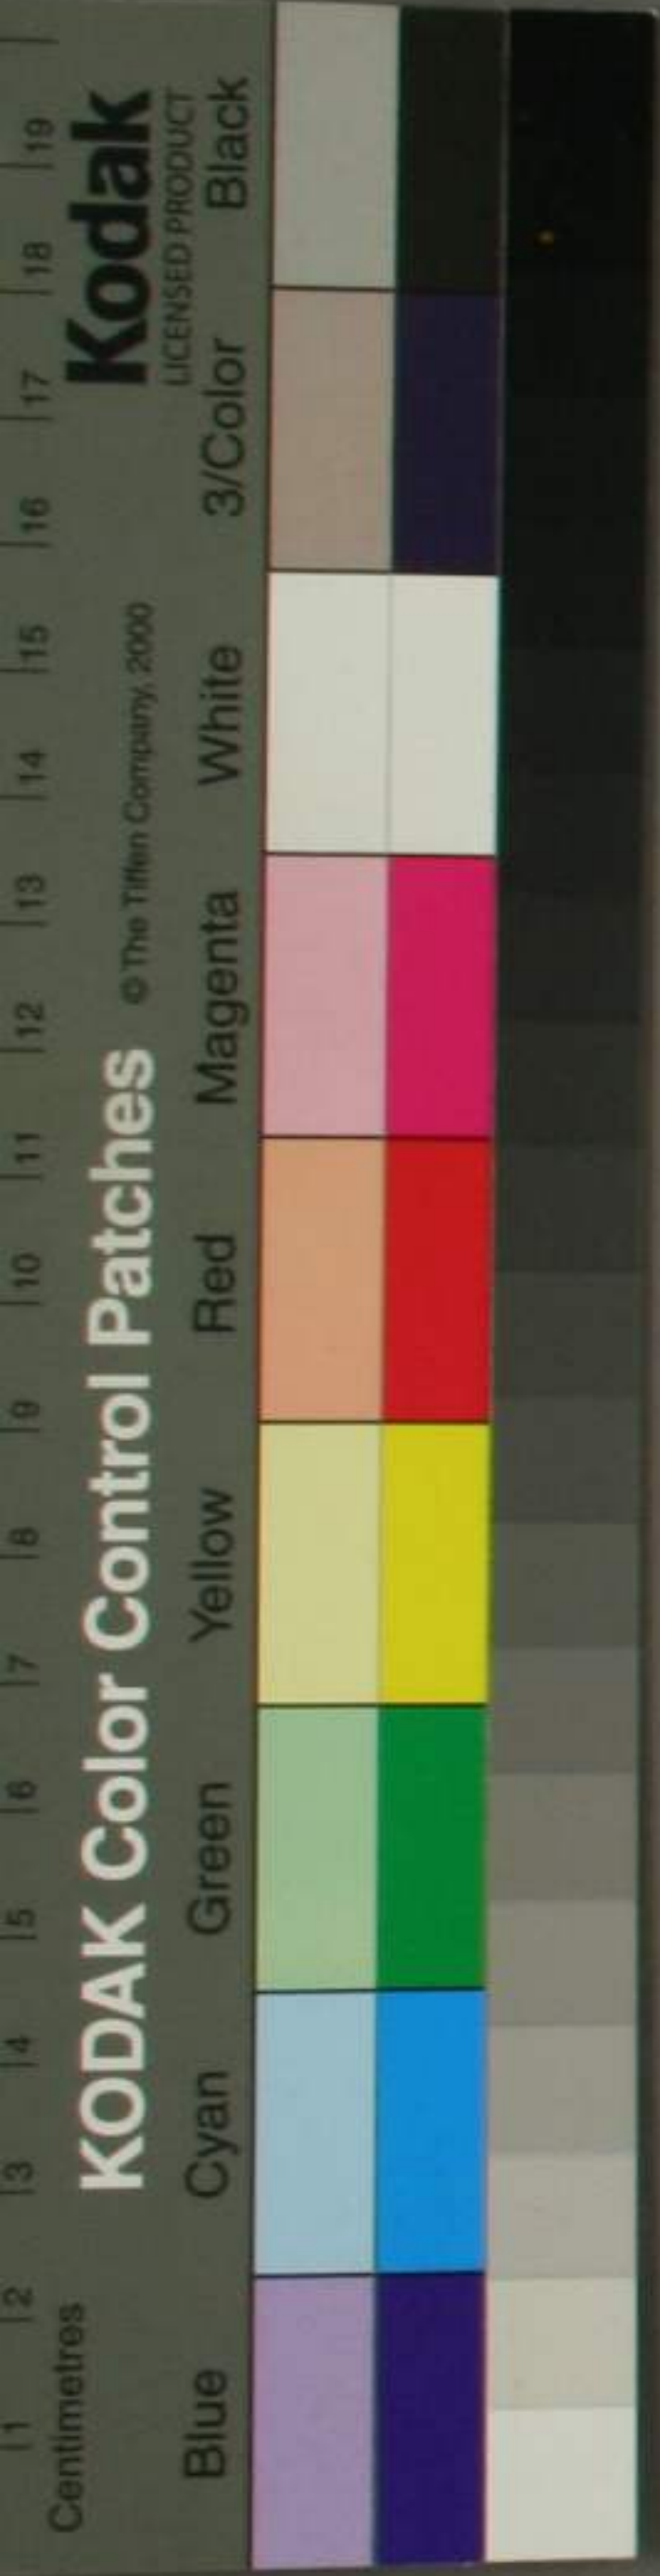 Centimetres
1 2 3 4 5 6 7 8 9 10 11 12 13 14 15 16 17 18 19
KODAK Color Control Patches © The Tiffen Company, 2000 Kodak
LICENSED PRODUCT
Blue Cyan Green Yellow Red Magenta White 3/Color Black